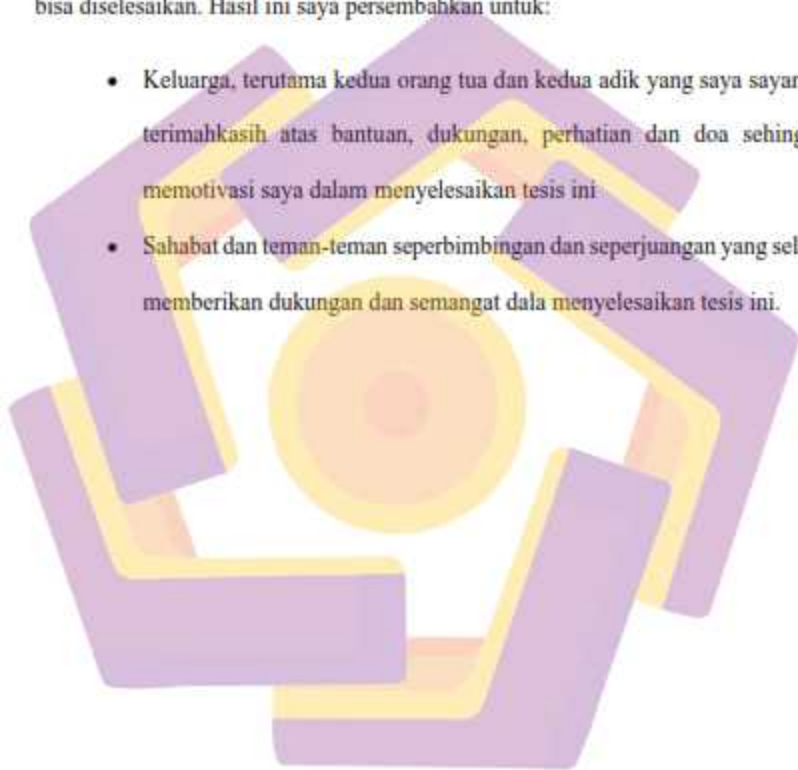 bisa diselesaikan. Hasil ini saya persembahkan untuk:
• Keluarga, terutama kedua orang tua dan kedua adik yang saya sayan
terimahkasih atas bantuan, dukungan, perhatian dan doa sehing
memotivasi saya dalam menyelesaikan tesis ini
• Sahabat dan teman-teman seperbimbingan dan seperjuangan yang sel
memberikan dukungan dan semangat dala menyelesaikan tesis ini.